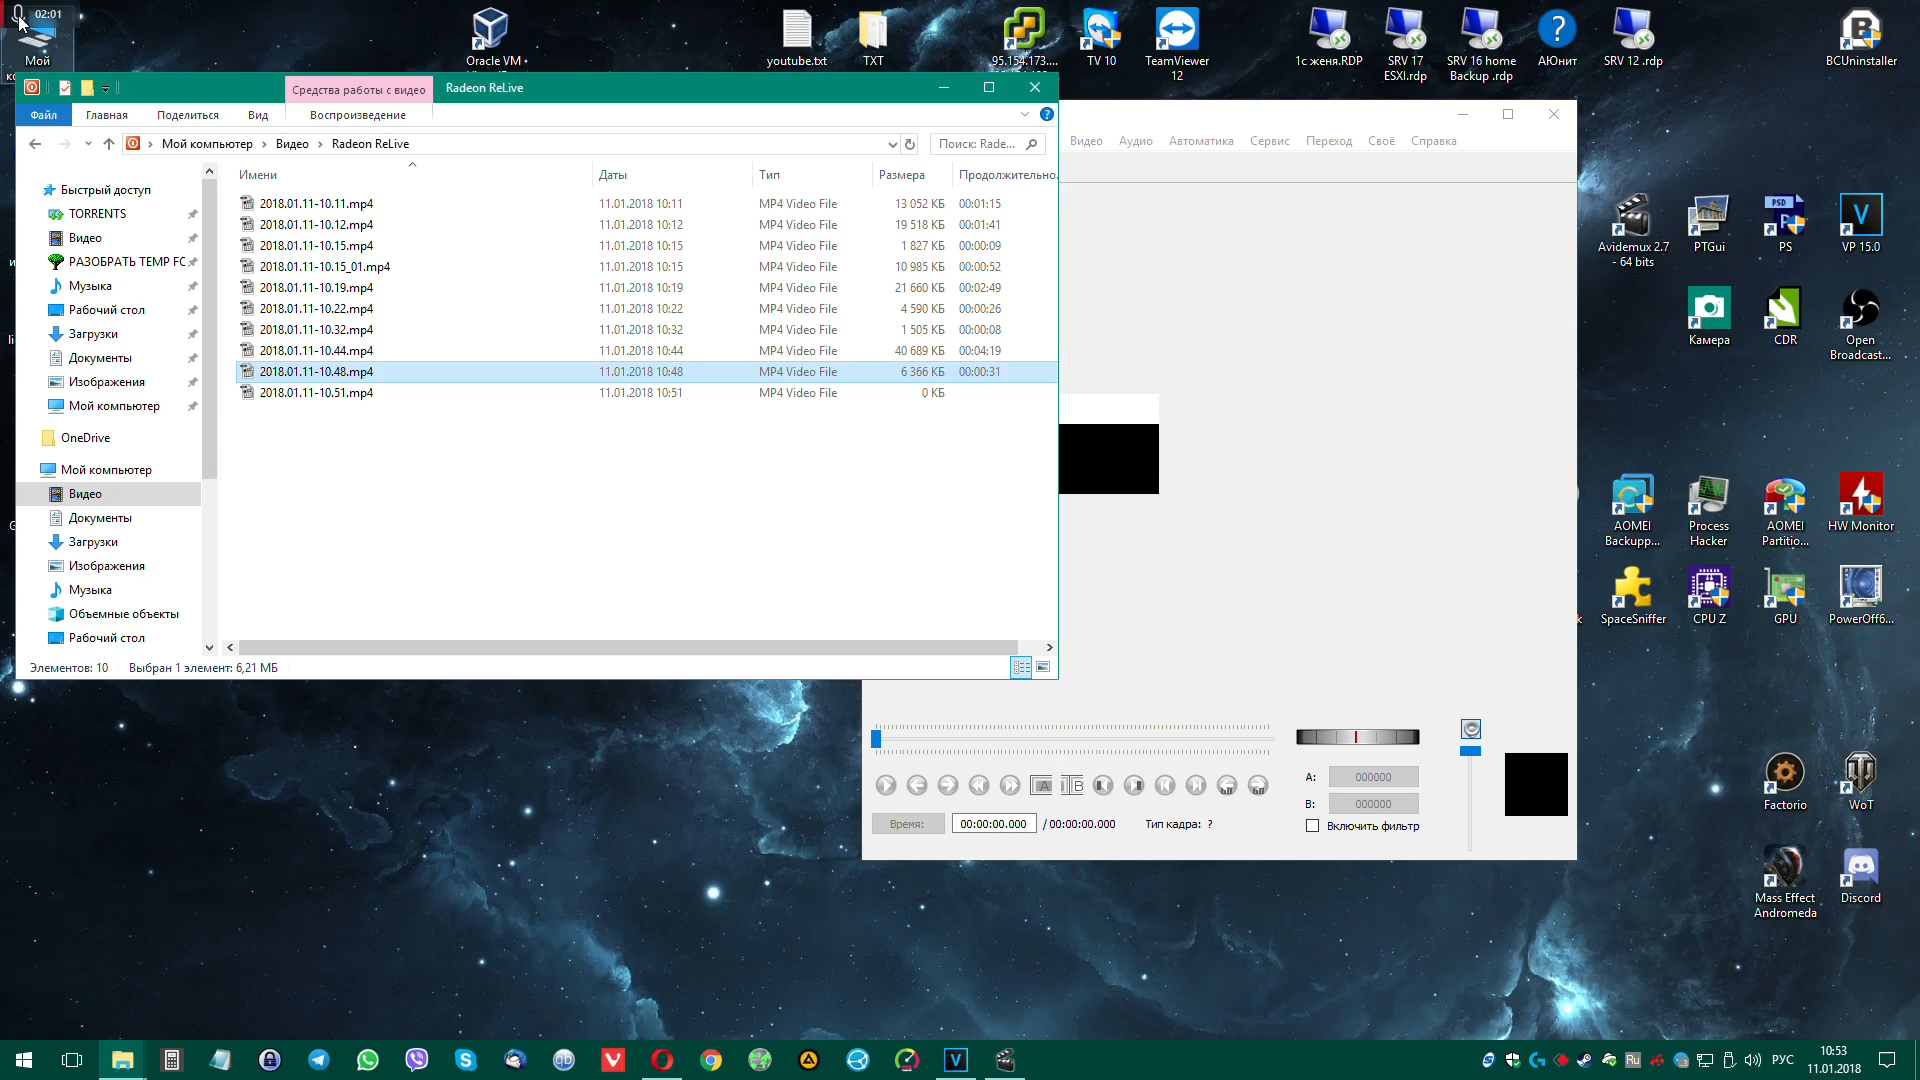 02:01
Мой
Oracle VM •
youtube.txt
TXT
95.154.173....
TV 10
TeamViewer
12
1с женя.RDP
SRV 17
ESXI.rdp
SRV 16 home
Backup .rdp
АЮнит
SRV 12 .rdp
BCUninstaller
Средства работы с видео
Radeon ReLive
Файл
Главная
Поделиться
Вид
Воспроизведение
Мой компьютер > Видео > Radeon ReLive
Поиск: Rade...
Видео
Аудио
Автоматика
Сервис
Переход
Своё
Справка
Имени
Даты
Тип
Размера
Продолжительно.
2018.01.11-10.11.mp4 11.01.2018 10:11 MP4 Video File 13 052 КБ 00:01:15
2018.01.11-10.12.mp4 11.01.2018 10:12 MP4 Video File 19 518 КБ 00:01:41
2018.01.11-10.15.mp4 11.01.2018 10:15 MP4 Video File 1 827 КБ 00:00:09
2018.01.11-10.15_01.mp4 11.01.2018 10:15 MP4 Video File 10 985 КБ 00:00:52
2018.01.11-10.19.mp4 11.01.2018 10:19 MP4 Video File 21 660 КБ 00:02:49
2018.01.11-10.22.mp4 11.01.2018 10:22 MP4 Video File 4 590 КБ 00:00:26
2018.01.11-10.32.mp4 11.01.2018 10:32 MP4 Video File 1 505 КБ 00:00:08
2018.01.11-10.44.mp4 11.01.2018 10:44 MP4 Video File 40 689 КБ 00:04:19
2018.01.11-10.48.mp4 11.01.2018 10:48 MP4 Video File 6 366 КБ 00:00:31
2018.01.11-10.51.mp4 11.01.2018 10:51 MP4 Video File 0 КБ
Быстрый доступ
TORRENTS
Видео
РАЗОБРАТЬ TEMP FC
Музыка
Рабочий стол
Загрузки
Документы
Изображения
Мой компьютер
OneDrive
Мой компьютер
Видео
Документы
Загрузки
Изображения
Музыка
Объемные объекты
Рабочий стол
Элементов: 10
Выбран 1 элемент: 6,21 МБ
Avidemux 2.7
- 64 bits
PTGui
PSD
PS
VP 15.0
Камера
CDR
Open
Broadcast...
AOMEI
Backupp...
Process
Hacker
AOMEI
Partitio...
HW Monitor
SpaceSniffer
CPU Z
GPU
PowerOff6...
Factorio
WoT
Mass Effect
Andromeda
Discord
A
B
60
60
A:
000000
B:
000000
Время:
00:00:00.000
/ 00:00:00.000
Тип кадра: ?
Включить фильтр
Ru
РУС
10:53
11.01.2018